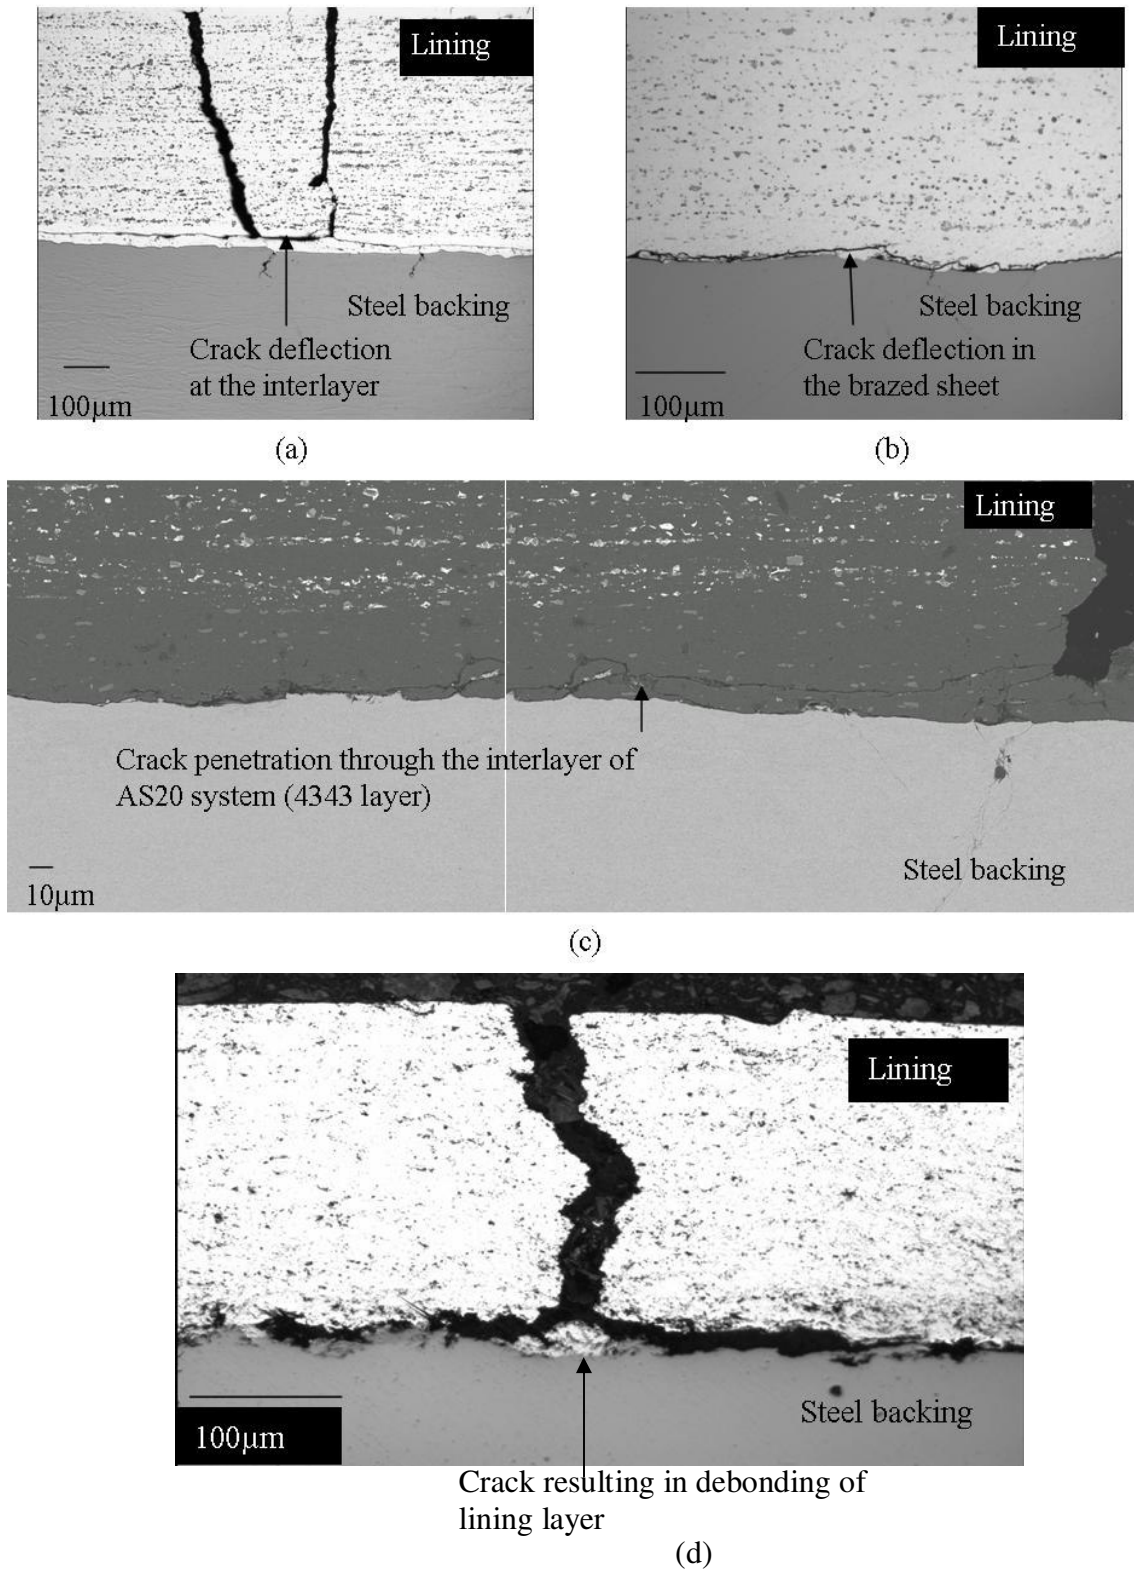 Lining
Steel backing
Crack deflection
at the interlayer
100µm
(a)
Lining
Steel backing
Crack deflection in
the brazed sheet
100µm
(b)
Lining
Crack penetration through the interlayer of
AS20 system (4343 layer)
Steel backing
10µm
(c)
Lining
Steel backing
100µm
Crack resulting in debonding of
lining layer
(d)